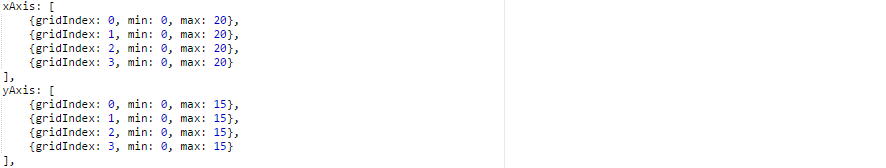 xAxis: [
    {gridIndex: 0, min: 0, max: 20},
    {gridIndex: 1, min: 0, max: 20},
    {gridIndex: 2, min: 0, max: 20},
    {gridIndex: 3, min: 0, max: 20}
],
yAxis: [
    {gridIndex: 0, min: 0, max: 15},
    {gridIndex: 1, min: 0, max: 15},
    {gridIndex: 2, min: 0, max: 15},
    {gridIndex: 3, min: 0, max: 15}
],